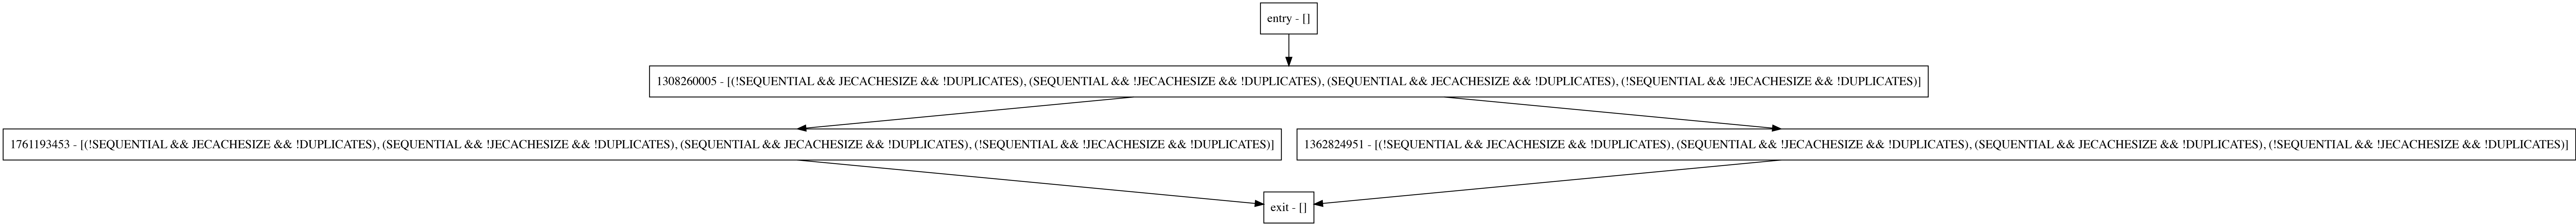 entry - []
1308260005 - [(!SEQUENTIAL && JECACHESIZE && !DUPLICATES), (SEQUENTIAL && !JECACHESIZE && !DUPLICATES), (SEQUENTIAL && JECACHESIZE && !DUPLICATES), (!SEQUENTIAL && !JECACHESIZE && !DUPLICATES)]
1761193453 - [(!SEQUENTIAL && JECACHESIZE && !DUPLICATES), (SEQUENTIAL && !JECACHESIZE && !DUPLICATES), (SEQUENTIAL && JECACHESIZE && !DUPLICATES), (!SEQUENTIAL && !JECACHESIZE && !DUPLICATES)]
1362824951 - [(!SEQUENTIAL && JECACHESIZE && !DUPLICATES), (SEQUENTIAL && !JECACHESIZE && !DUPLICATES), (SEQUENTIAL && JECACHESIZE && !DUPLICATES), (!SEQUENTIAL && !JECACHESIZE && !DUPLICATES)]
exit - []